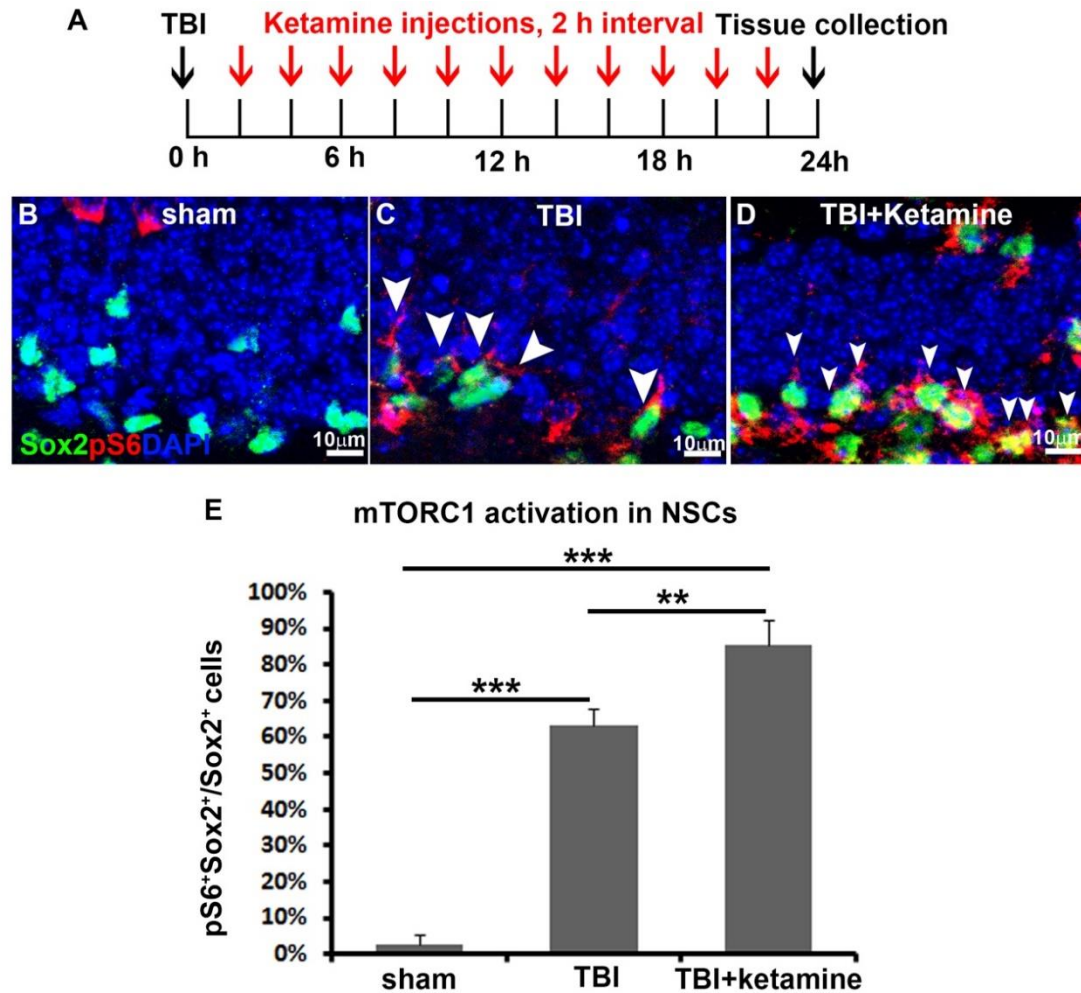 A
TBI Ketamine injections, 2 h interval Tissue collection
0 h 6 h 12 h 18 h 24h
B sham C TBI D TBI+Ketamine
Sox2pS6DAPI 10μm 10μm 10μm
E mTORC1 activation in NSCs
***
**
***
pS6⁺Sox2⁺/Sox2⁺ cells
100%
90%
80%
70%
60%
50%
40%
30%
20%
10%
0%
sham TBI TBI+ketamine